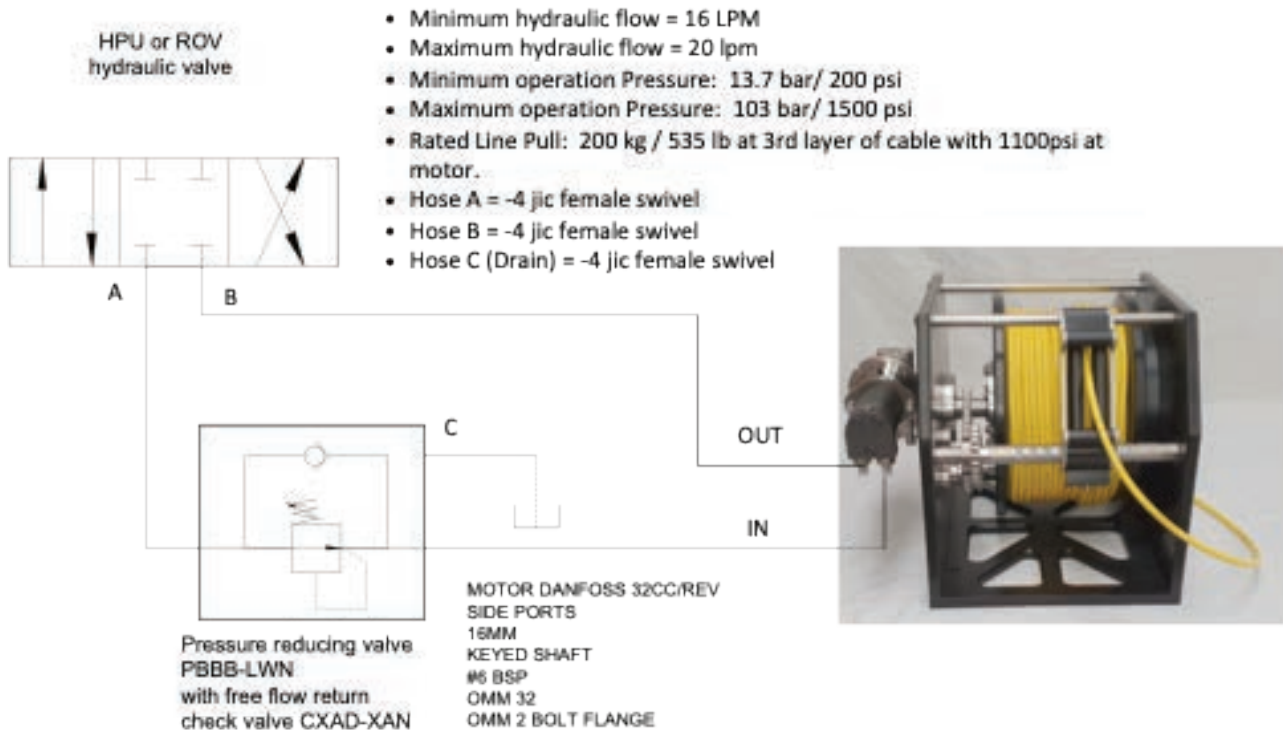 HPU or ROV
hydraulic valve
• Minimum hydraulic flow = 16 LPM
• Maximum hydraulic flow = 20 lpm
• Minimum operation Pressure: 13.7 bar/ 200 psi
• Maximum operation Pressure: 103 bar/ 1500 psi
• Rated Line Pull: 200 kg / 535 lb at 3rd layer of cable with 1100psi at
motor.
• Hose A = -4 jic female swivel
• Hose B = -4 jic female swivel
• Hose C (Drain) = -4 jic female swivel
A
B
C
OUT
IN
Pressure reducing valve
PBBB-LWN
with free flow return
check valve CXAD-XAN
MOTOR DANFOSS 32CC/REV
SIDE PORTS
16MM
KEYED SHAFT
#6 BSP
OMM 32
OMM 2 BOLT FLANGE